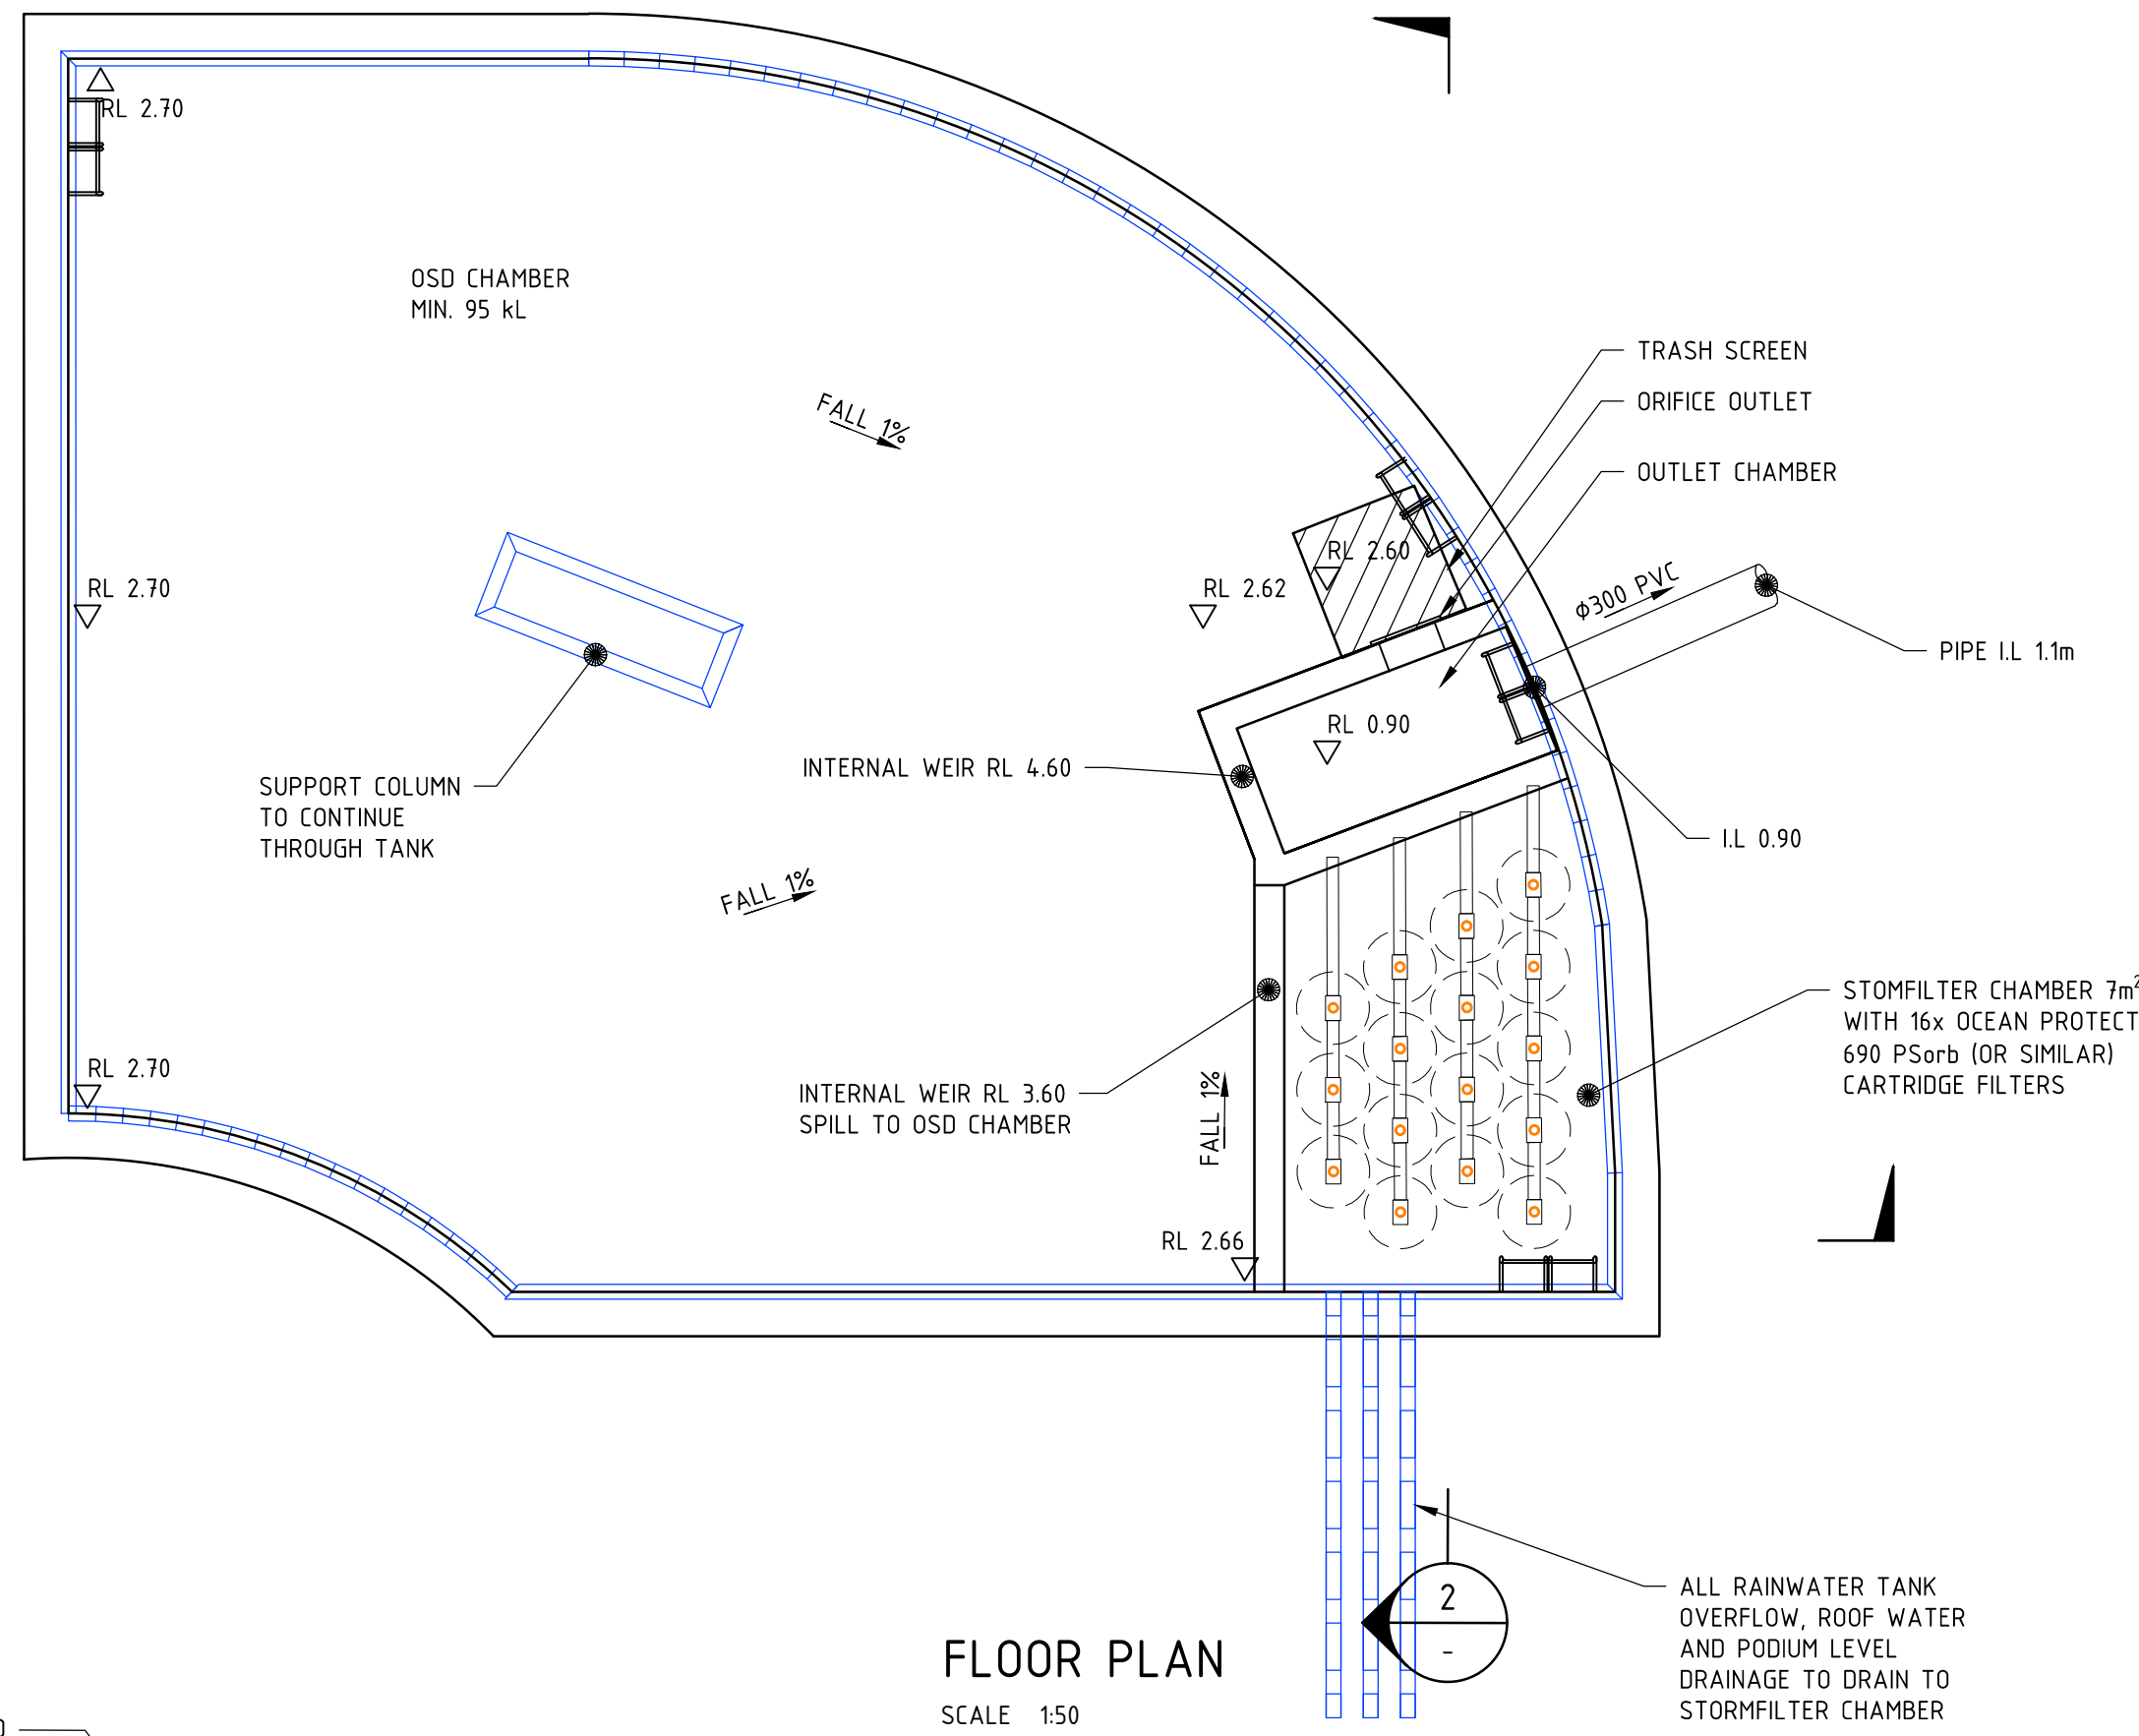 RL 2.70
OSD CHAMBER
MIN. 95 kL
TRASH SCREEN
ORIFICE OUTLET
OUTLET CHAMBER
FALL 1%
RL 2.60
RL 2.62
RL 2.70
Φ300 PVC
PIPE I.L 1.1m
RL 0.90
INTERNAL WEIR RL 4.60
SUPPORT COLUMN
TO CONTINUE
THROUGH TANK
I.L 0.90
FALL 1%
STOMFILTER CHAMBER 7m²
WITH 16x OCEAN PROTECT
690 PSorb (OR SIMILAR)
CARTRIDGE FILTERS
RL 2.70
INTERNAL WEIR RL 3.60
SPILL TO OSD CHAMBER
FALL 1%
RL 2.66
2
-
ALL RAINWATER TANK
OVERFLOW, ROOF WATER
AND PODIUM LEVEL
DRAINAGE TO DRAIN TO
STORMFILTER CHAMBER
FLOOR PLAN
SCALE 1:50